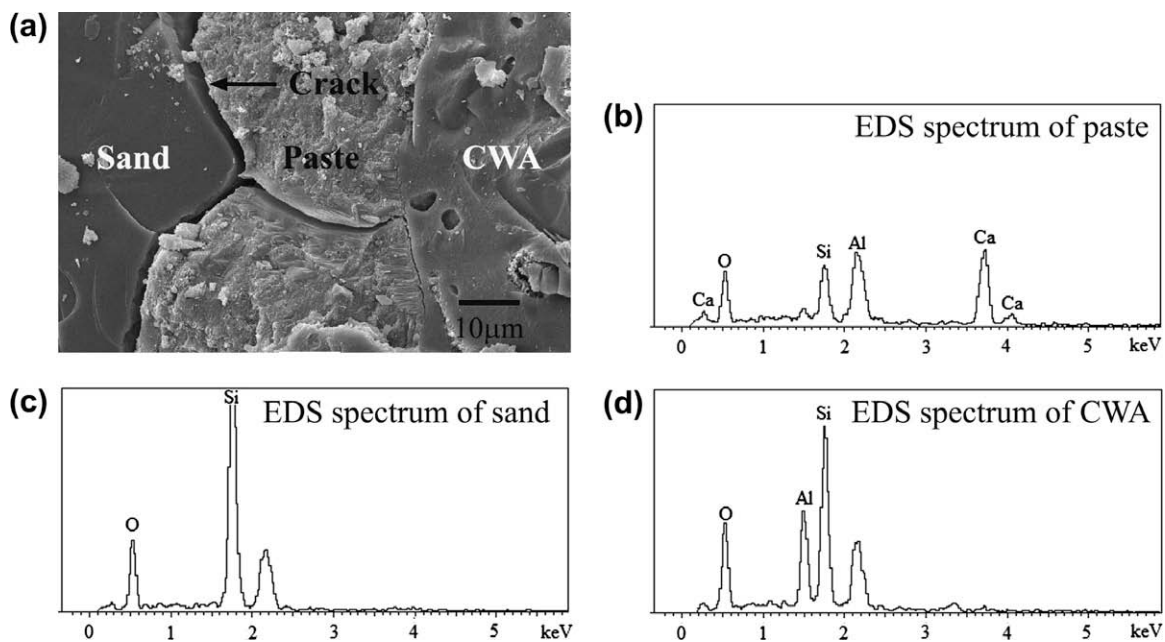 (a)
Crack
Sand
Paste
CWA
10μm
(b)
EDS spectrum of paste
Ca
O
Si
Al
Ca
Ca
0 1 2 3 4 5 keV
(c)
EDS spectrum of sand
O
Si
0 1 2 3 4 5 keV
(d)
EDS spectrum of CWA
O
Al
Si
0 1 2 3 4 5 keV